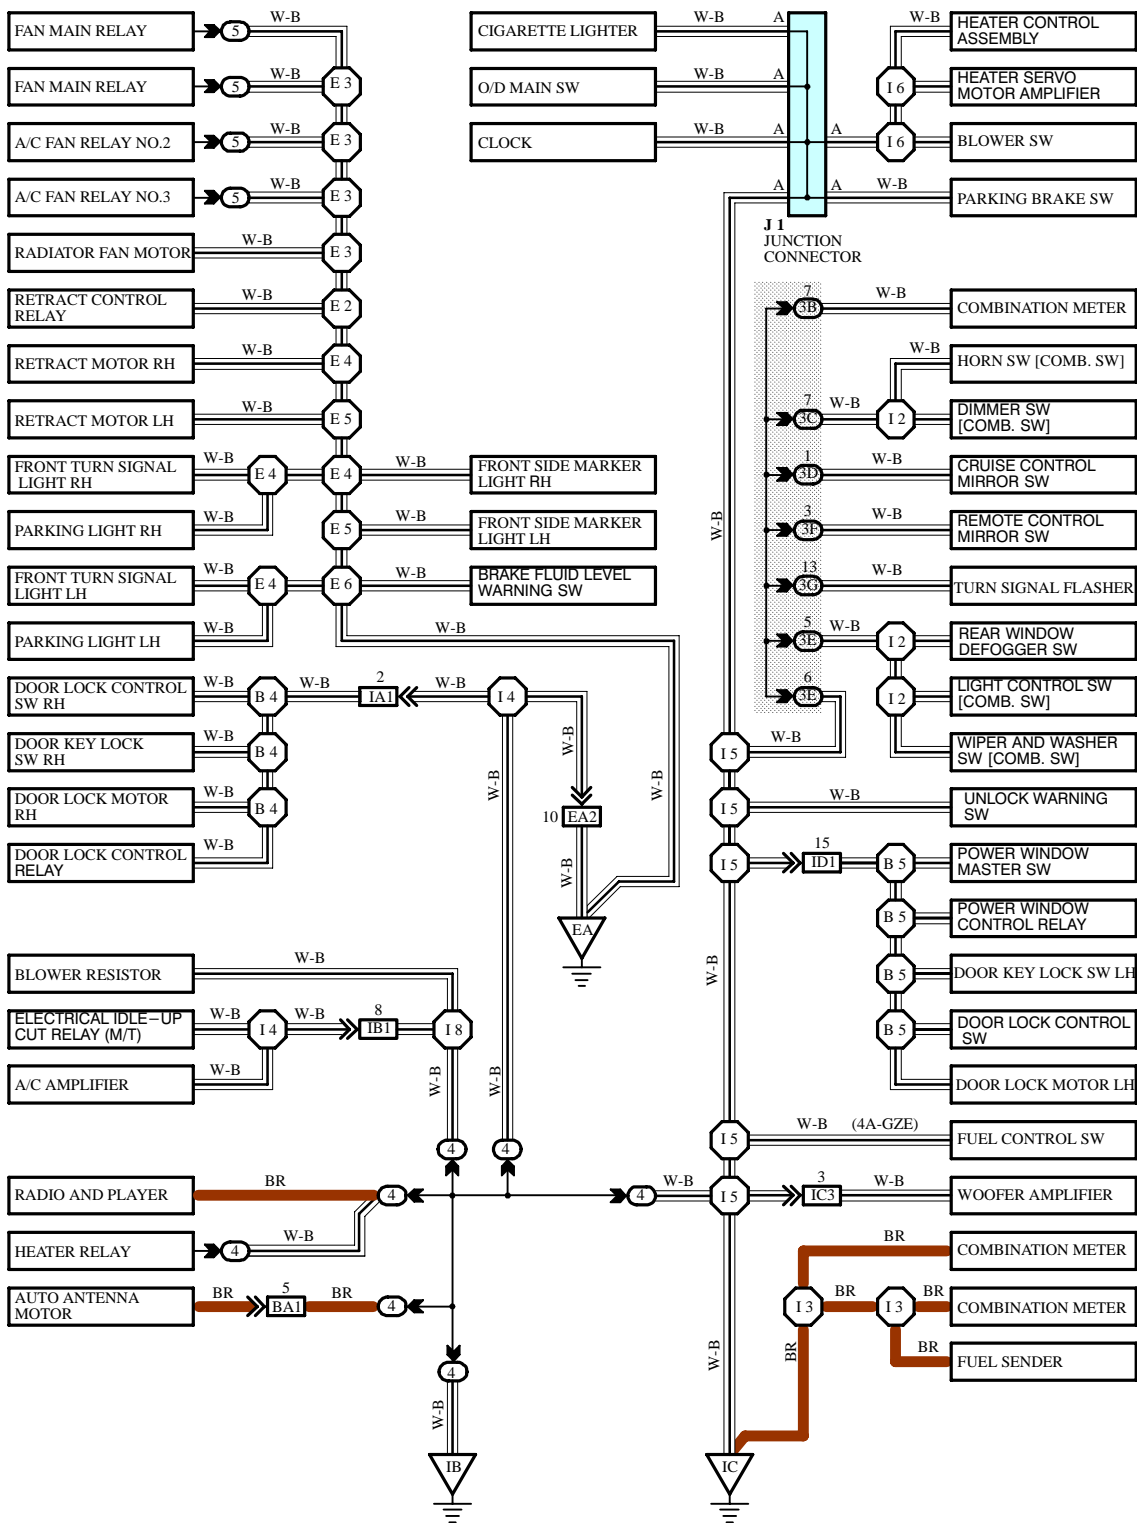 FAN MAIN RELAY
5
W-B
FAN MAIN RELAY
5
W-B
E 3
A/C FAN RELAY NO.2
5
W-B
E 3
A/C FAN RELAY NO.3
5
W-B
E 3
RADIATOR FAN MOTOR
W-B
E 3
RETRACT CONTROL
RELAY
W-B
E 2
RETRACT MOTOR RH
W-B
E 4
RETRACT MOTOR LH
W-B
E 5
FRONT TURN SIGNAL
LIGHT RH
W-B
E 4
E 4
W-B
FRONT SIDE MARKER
LIGHT RH
PARKING LIGHT RH
W-B
E 5
W-B
FRONT SIDE MARKER
LIGHT LH
FRONT TURN SIGNAL
LIGHT LH
W-B
E 4
E 6
W-B
BRAKE FLUID LEVEL
WARNING SW
PARKING LIGHT LH
W-B
W-B
W-B
DOOR LOCK CONTROL
SW RH
W-B
B 4
W-B
2
IA1
W-B
I 4
W-B
DOOR KEY LOCK
SW RH
W-B
B 4
DOOR LOCK MOTOR
RH
W-B
B 4
W-B
10
EA2
DOOR LOCK CONTROL
RELAY
W-B
W-B
EA
BLOWER RESISTOR
W-B
ELECTRICAL IDLE-UP
CUT RELAY (M/T)
W-B
I 4
W-B
8
IB1
I 8
A/C AMPLIFIER
W-B
W-B
W-B
4
4
RADIO AND PLAYER
BR
4
4
W-B
HEATER RELAY
4
W-B
AUTO ANTENNA
MOTOR
BR
5
BA1
BR
4
4
W-B
IB
CIGARETTE LIGHTER
W-B
A
O/D MAIN SW
W-B
A
CLOCK
W-B
A
A
A
A
J 1
JUNCTION
CONNECTOR
W-B
HEATER CONTROL
ASSEMBLY
I 6
HEATER SERVO
MOTOR AMPLIFIER
I 6
BLOWER SW
W-B
PARKING BRAKE SW
7
3B
W-B
COMBINATION METER
W-B
HORN SW [COMB. SW]
7
3C
W-B
I 2
DIMMER SW
[COMB. SW]
1
3D
W-B
CRUISE CONTROL
MIRROR SW
3
3F
W-B
REMOTE CONTROL
MIRROR SW
13
3G
W-B
TURN SIGNAL FLASHER
5
3E
W-B
I 2
REAR WINDOW
DEFOGGER SW
6
3E
I 2
LIGHT CONTROL SW
[COMB. SW]
I 5
W-B
WIPER AND WASHER
SW [COMB. SW]
I 5
W-B
UNLOCK WARNING
SW
I 5
15
ID1
B 5
POWER WINDOW
MASTER SW
B 5
POWER WINDOW
CONTROL RELAY
W-B
B 5
DOOR KEY LOCK SW LH
B 5
DOOR LOCK CONTROL
SW
DOOR LOCK MOTOR LH
I 5
W-B
(4A-GZE)
FUEL CONTROL SW
I 5
3
IC3
W-B
WOOFER AMPLIFIER
BR
COMBINATION METER
I 3
BR
I 3
BR
COMBINATION METER
W-B
BR
BR
FUEL SENDER
IC